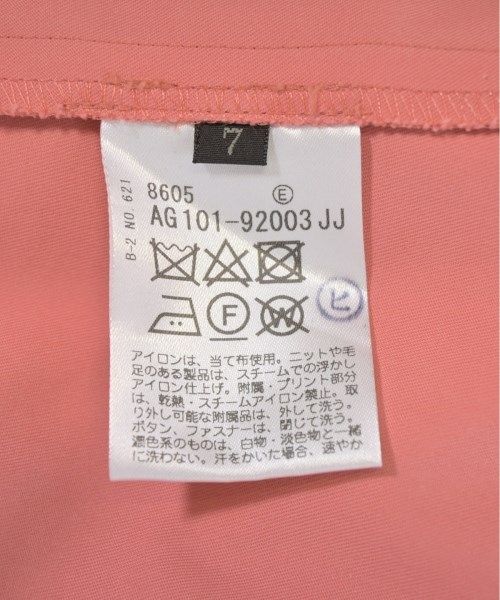 7
B-2 NO. 621
8605 E
AG101-92003JJ
F W
ヒ
アイロンは、当て布使用。ニットや毛
足のある製品は、スチームでの浮かし
アイロン仕上げ。附属・プリント部分
は、乾熱・スチームアイロン禁止。取
り外し可能な附属品は、外して洗う。
ボタン、ファスナーは、閉じて洗う。
濃色系のものは、白物・淡色物と一緒
に洗わない。汗をかいた場合、速やか